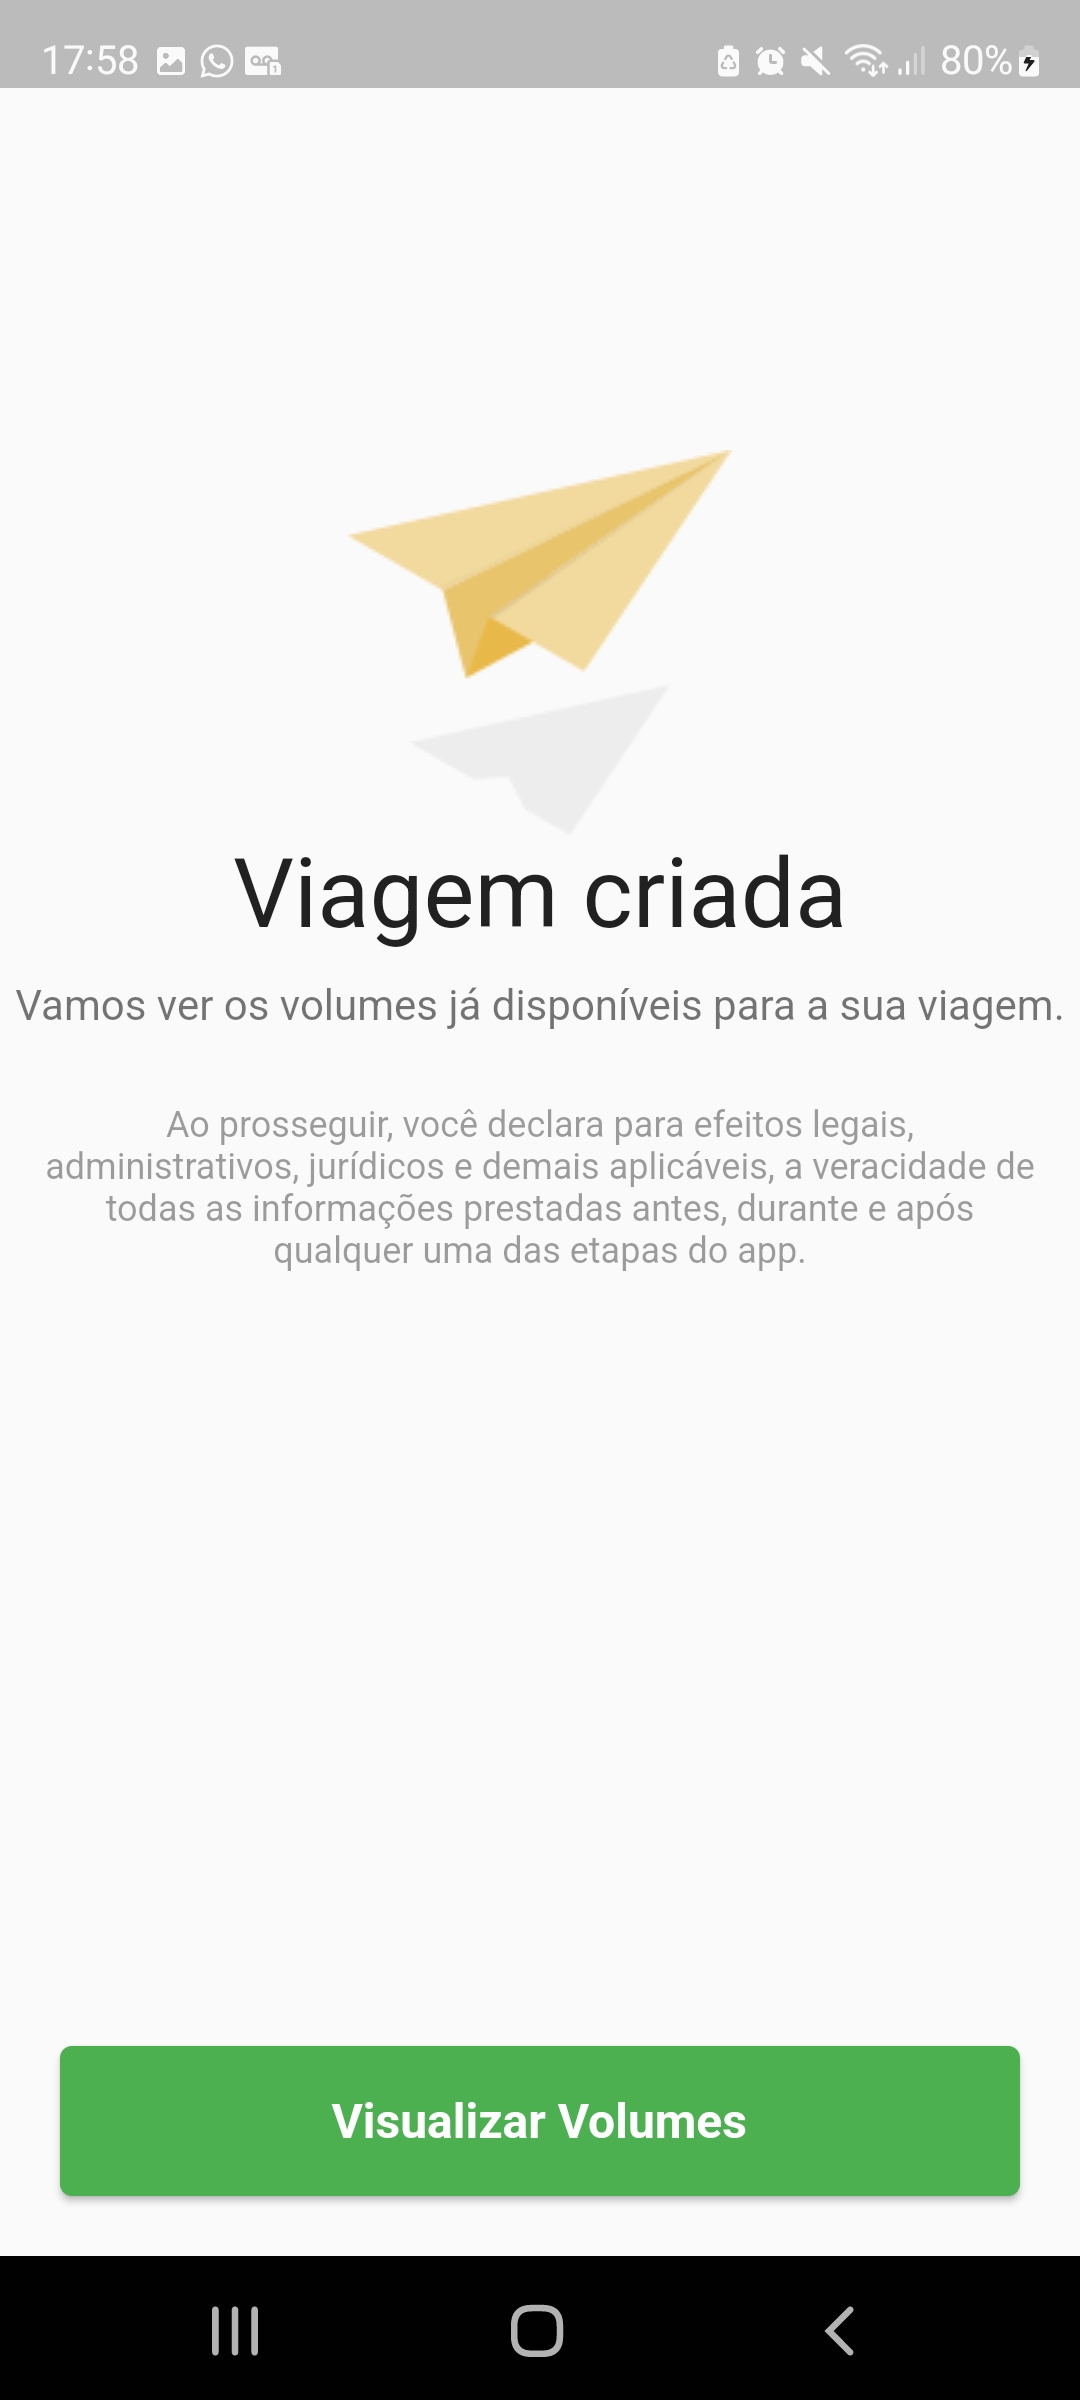 17:58
80%
Viagem criada
Vamos ver os volumes já disponíveis para a sua viagem.
Ao prosseguir, você declara para efeitos legais,
administrativos, jurídicos e demais aplicáveis, a veracidade de
todas as informações prestadas antes, durante e após
qualquer uma das etapas do app.
Visualizar Volumes